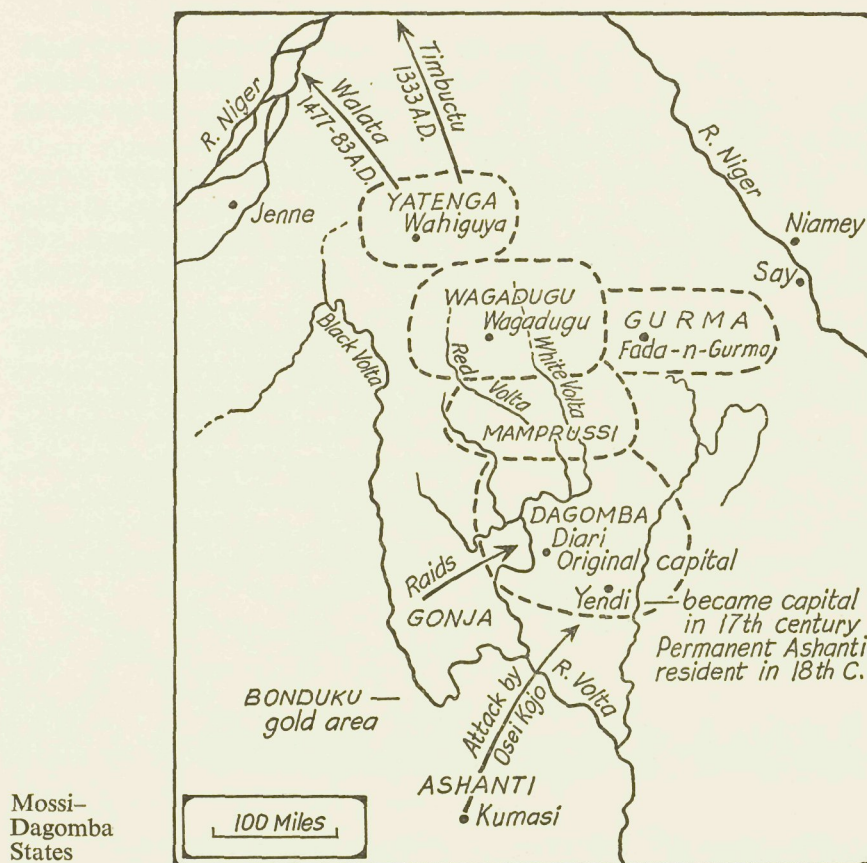 Timbuctu
1333 A.D.
Walata
1477-83 A.D.
R. Niger
R. Niger
Jenne
YATENGA
Wahiguya
Niamey
Say
WAGADUGU
Wagadugu
GURMA
Fada-n-Gurma
Black Volta
Red Volta
White Volta
MAMPRUSSI
DAGOMBA
Diari
Original capital
Raids
GONJA
Yendi — became capital
in 17th century
Permanent Ashanti
resident in 18th C.
R. Volta
BONDUKU —
gold area
Attack by
Osei Kojo
ASHANTI
Kumasi
100 Miles
Mossi–
Dagomba
States